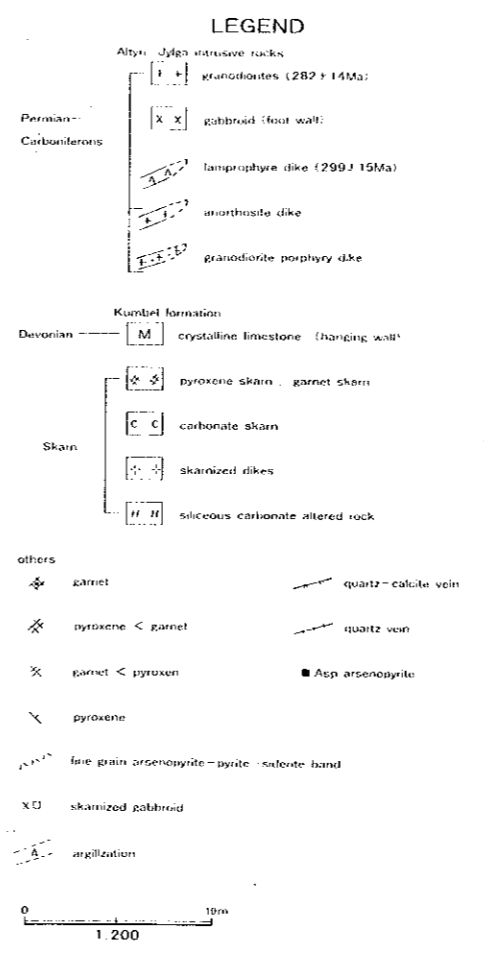 LEGEND
Altyn Jylga intrusive rocks
granodiorites (282±14Ma)
Permian-
Carboniferons
gabbroid (foot wall)
lamprophyre dike (299± 15Ma)
anorthosite dike
granodiorite porphyry dike
Kumbel formation
Devonian
M
crystalline limestone (hanging wall)
pyroxene skarn , garnet skarn
C C
carbonate skarn
Skarn
skarnized dikes
siliceous carbonate altered rock
others
garnet
quartz-calcite vein
pyroxene < garnet
quartz vein
garnet < pyroxen
Asp arsenopyrite
pyroxene
fine grain arsenopyrite-pyrite band
skarnized gabbroid
A
argillzation
0
10m
1.200